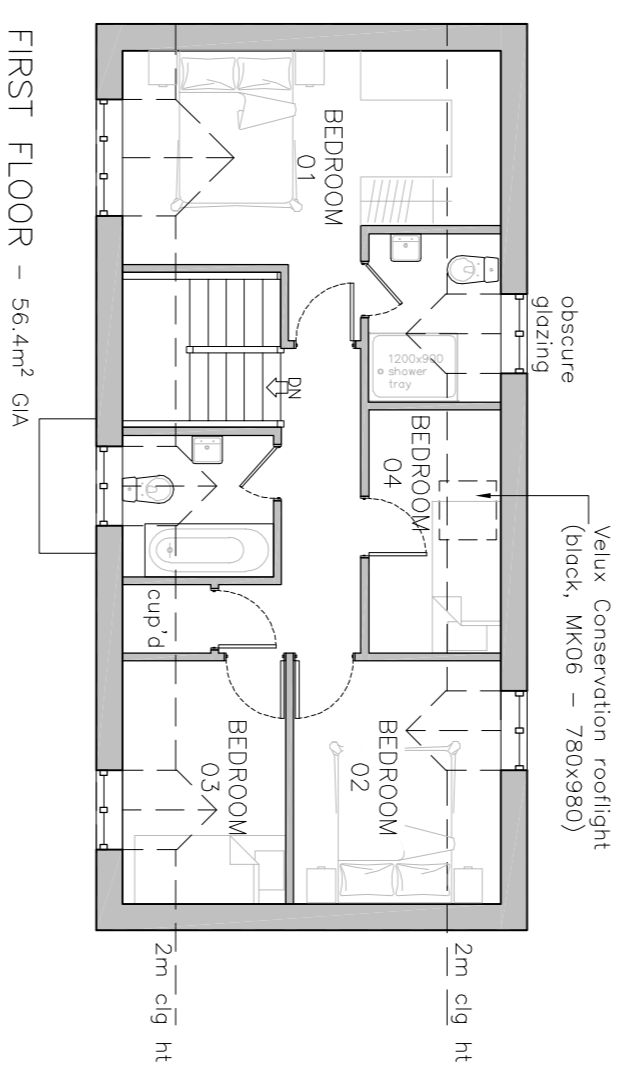 Velux Conservation rooflight
(black, MK06 – 780x980)
obscure
glazing
2m clg ht
BEDROOM
01
1200x900
shower
tray
BEDROOM
04
BEDROOM
02
DN
cup'd
BEDROOM
03
2m clg ht
FIRST FLOOR – 56.4m² GIA